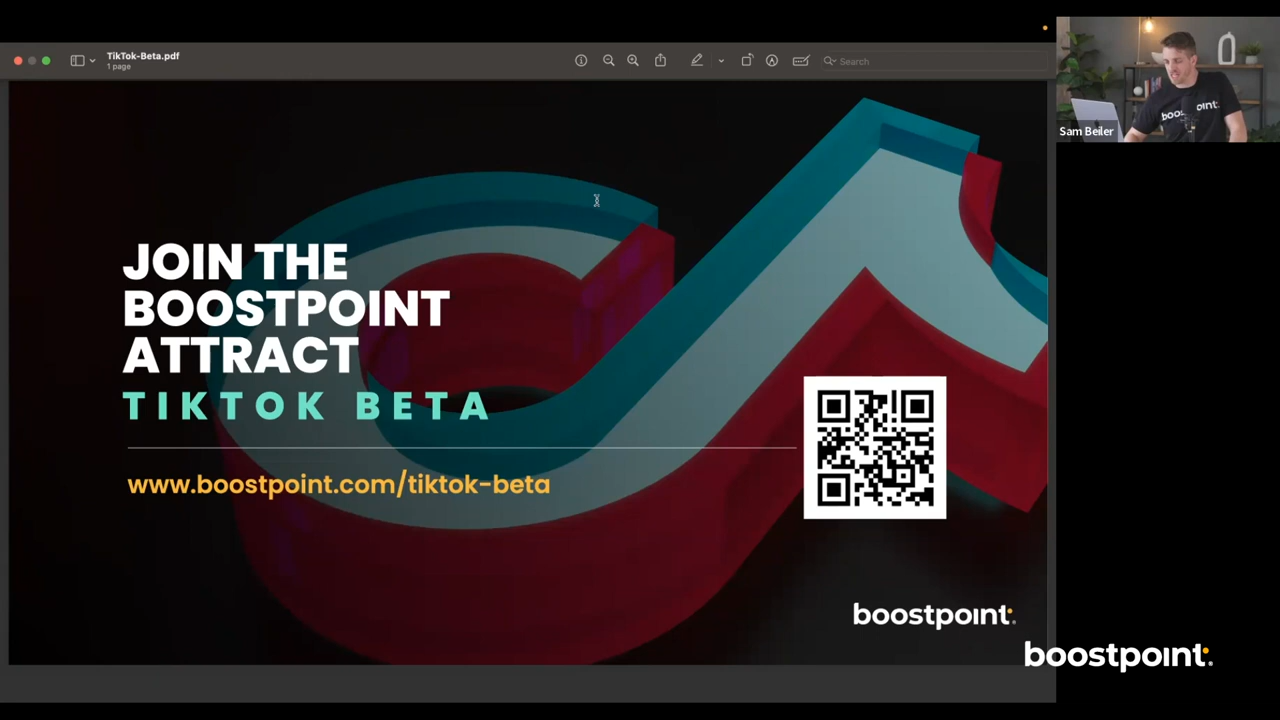 TikTok-Beta.pdf
1 page
Search
JOIN THE
BOOSTPOINT
ATTRACT
TIKTOK BETA
www.boostpoint.com/tiktok-beta
boostpoint
boostpoint
Sam Beiler